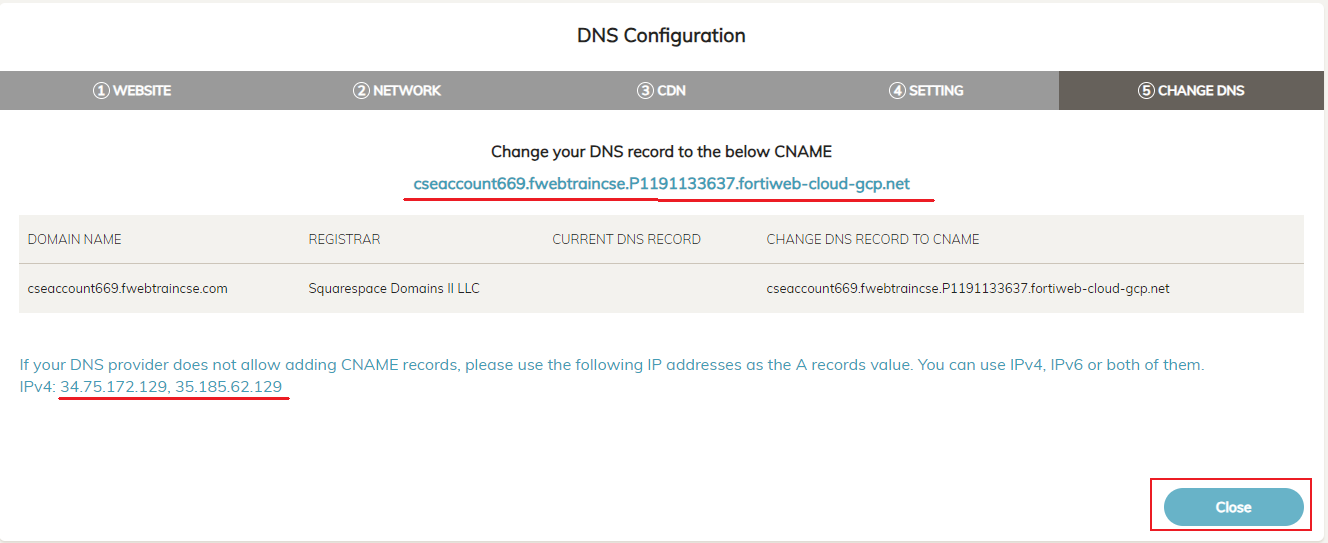 DNS Configuration
① WEBSITE ② NETWORK ③ CDN ④ SETTING ⑤ CHANGE DNS
Change your DNS record to the below CNAME
cseaccount669.fwebtraincse.P1191133637.fortiweb-cloud-gcp.net
DOMAIN NAME REGISTRAR CURRENT DNS RECORD CHANGE DNS RECORD TO CNAME
cseaccount669.fwebtraincse.com Squarespace Domains II LLC cseaccount669.fwebtraincse.P1191133637.fortiweb-cloud-gcp.net
If your DNS provider does not allow adding CNAME records, please use the following IP addresses as the A records value. You can use IPv4, IPv6 or both of them.
IPv4: 34.75.172.129, 35.185.62.129
Close